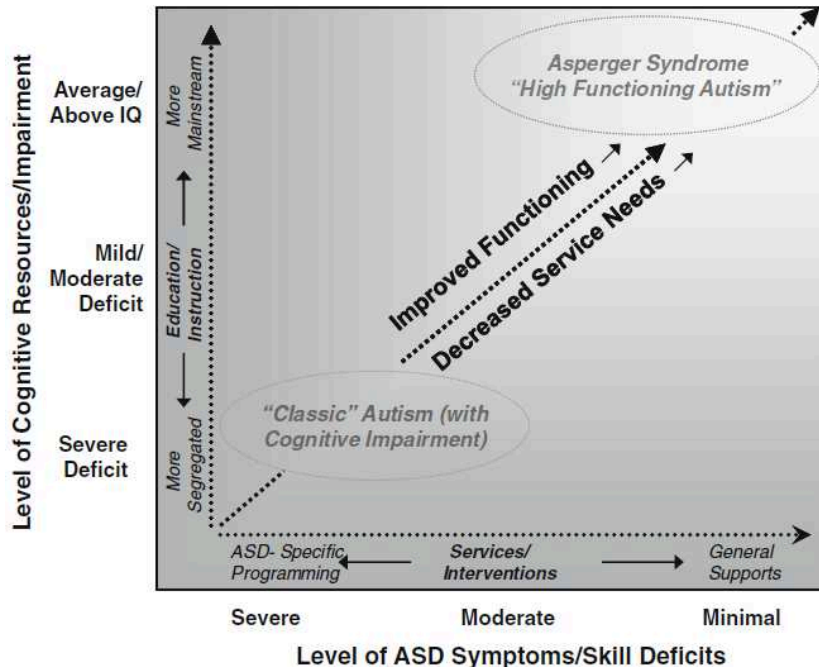 Level of Cognitive Resources/Impairment
Average/
Above IQ
Mild/
Moderate
Deficit
Severe
Deficit
More
Mainstream
Education/
Instruction
More
Segregated
Asperger Syndrome
“High Functioning Autism”
Improved Functioning
Decreased Service Needs
“Classic” Autism (with
Cognitive Impairment)
ASD- Specific
Programming
Services/
Interventions
General
Supports
Severe
Moderate
Minimal
Level of ASD Symptoms/Skill Deficits